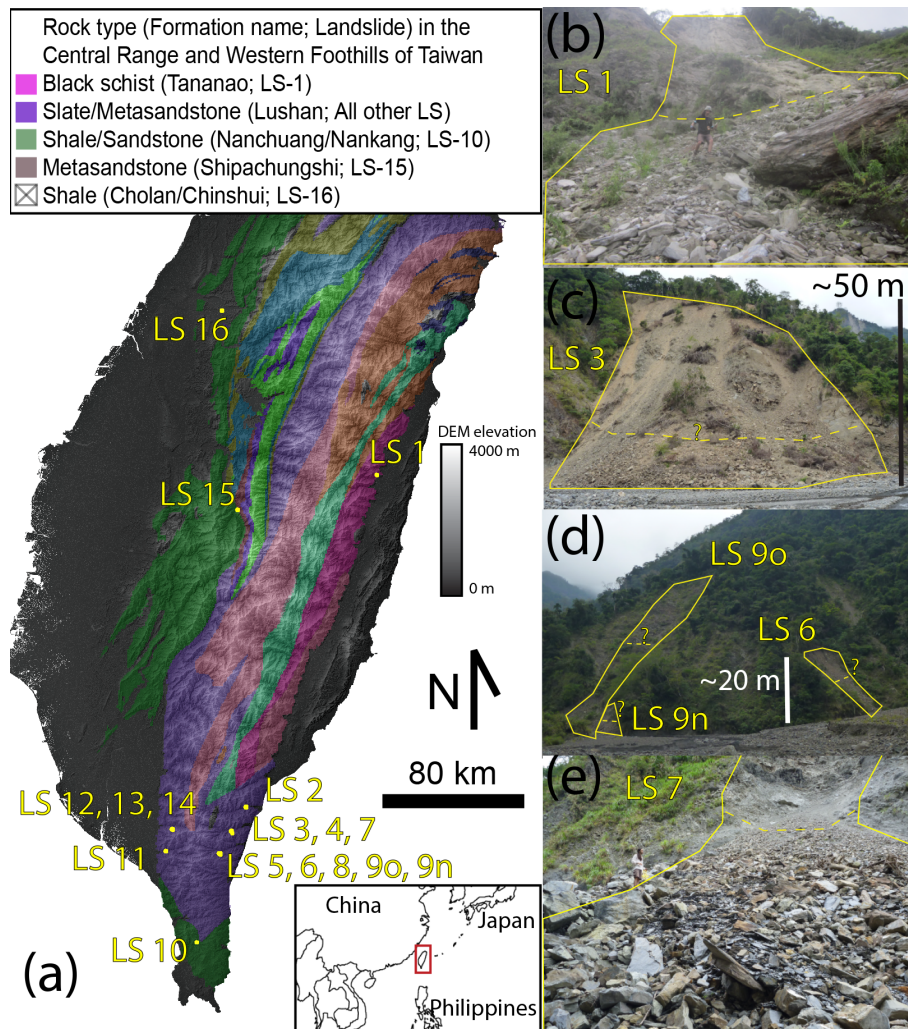 Rock type (Formation name; Landslide) in the
Central Range and Western Foothills of Taiwan
Black schist (Tananao; LS-1)
Slate/Metasandstone (Lushan; All other LS)
Shale/Sandstone (Nanchuang/Nankang; LS-10)
Metasandstone (Shipachungshi; LS-15)
Shale (Cholan/Chinshui; LS-16)
LS 16
DEM elevation
4000 m
0 m
LS 1
LS 15
N
80 km
LS 2
LS 12, 13, 14
LS 3, 4, 7
LS 11
LS 5, 6, 8, 9o, 9n
LS 10
(a)
China
Japan
Philippines
(b)
LS 1
(c)
~50 m
LS 3
?
(d)
LS 9o
LS 6
?
?
~20 m
?
LS 9n
(e)
LS 7